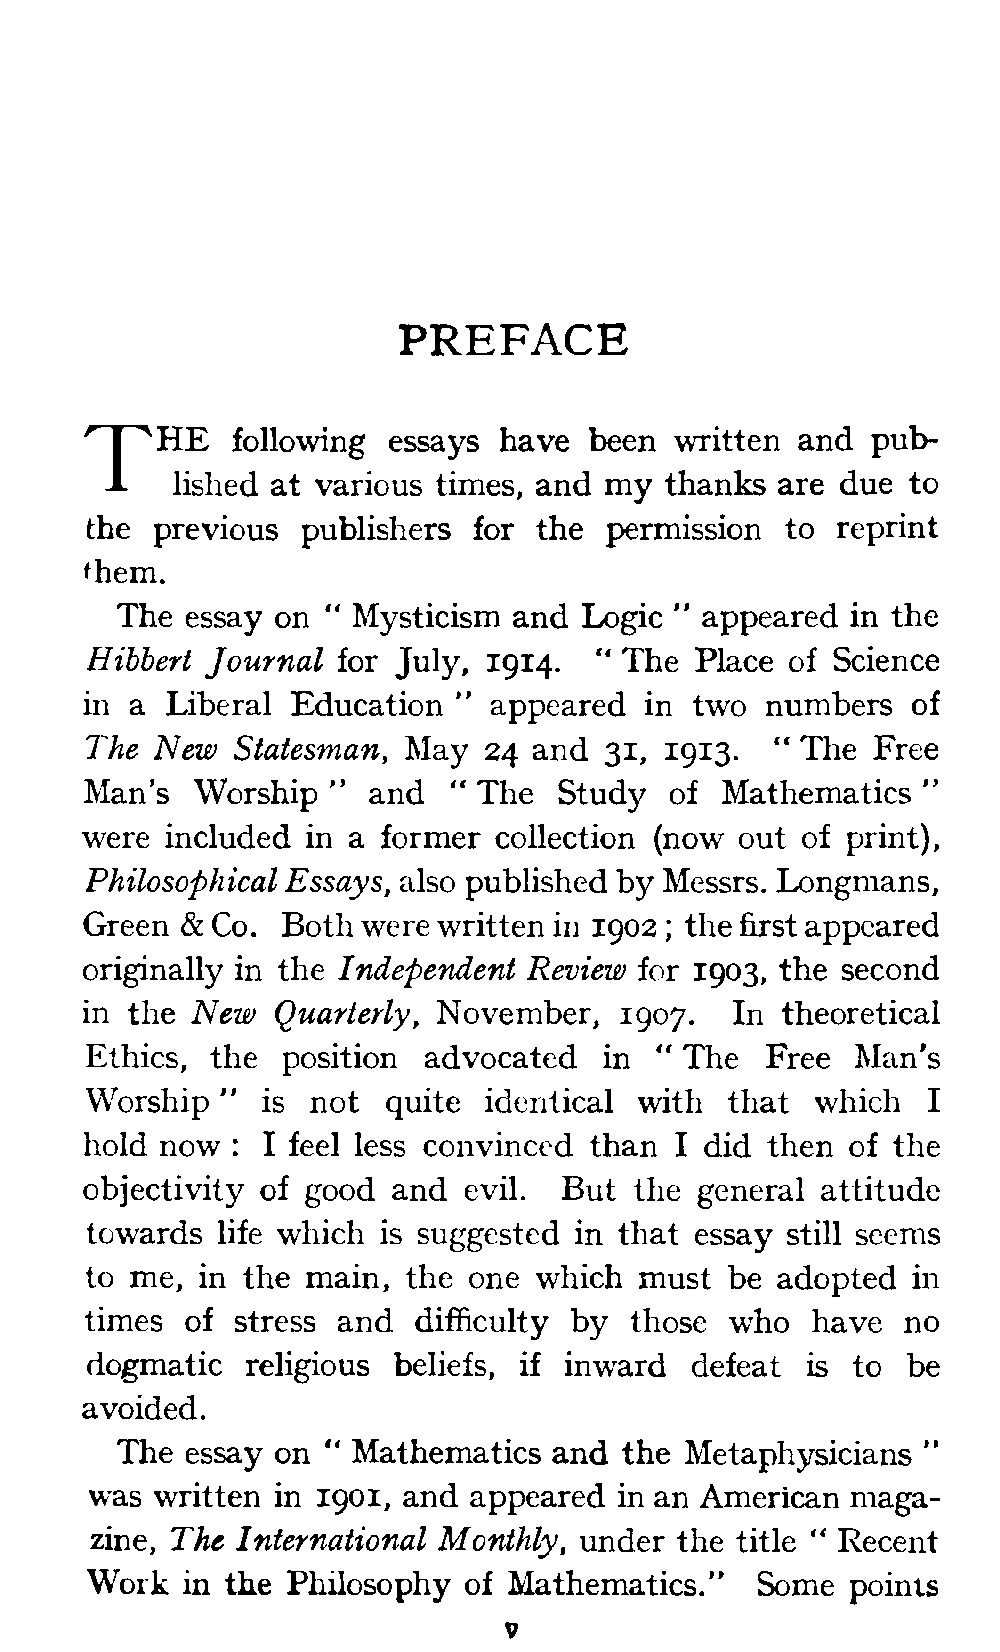 PREFACE
THE following essays have been written and pub-
lished at various times, and my thanks are due to
the previous publishers for the permission to reprint
them.
The essay on " Mysticism and Logic " appeared in the
Hibbert Journal for July, 1914. " The Place of Science
in a Liberal Education " appeared in two numbers of
The New Statesman, May 24 and 31, 1913. " The Free
Man's Worship " and " The Study of Mathematics "
were included in a former collection (now out of print),
Philosophical Essays, also published by Messrs. Longmans,
Green & Co. Both were written in 1902 ; the first appeared
originally in the Independent Review for 1903, the second
in the New Quarterly, November, 1907. In theoretical
Ethics, the position advocated in " The Free Man's
Worship " is not quite identical with that which I
hold now : I feel less convinced than I did then of the
objectivity of good and evil. But the general attitude
towards life which is suggested in that essay still seems
to me, in the main, the one which must be adopted in
times of stress and difficulty by those who have no
dogmatic religious beliefs, if inward defeat is to be
avoided.
The essay on " Mathematics and the Metaphysicians "
was written in 1901, and appeared in an American maga-
zine, The International Monthly, under the title " Recent
Work in the Philosophy of Mathematics." Some points
v